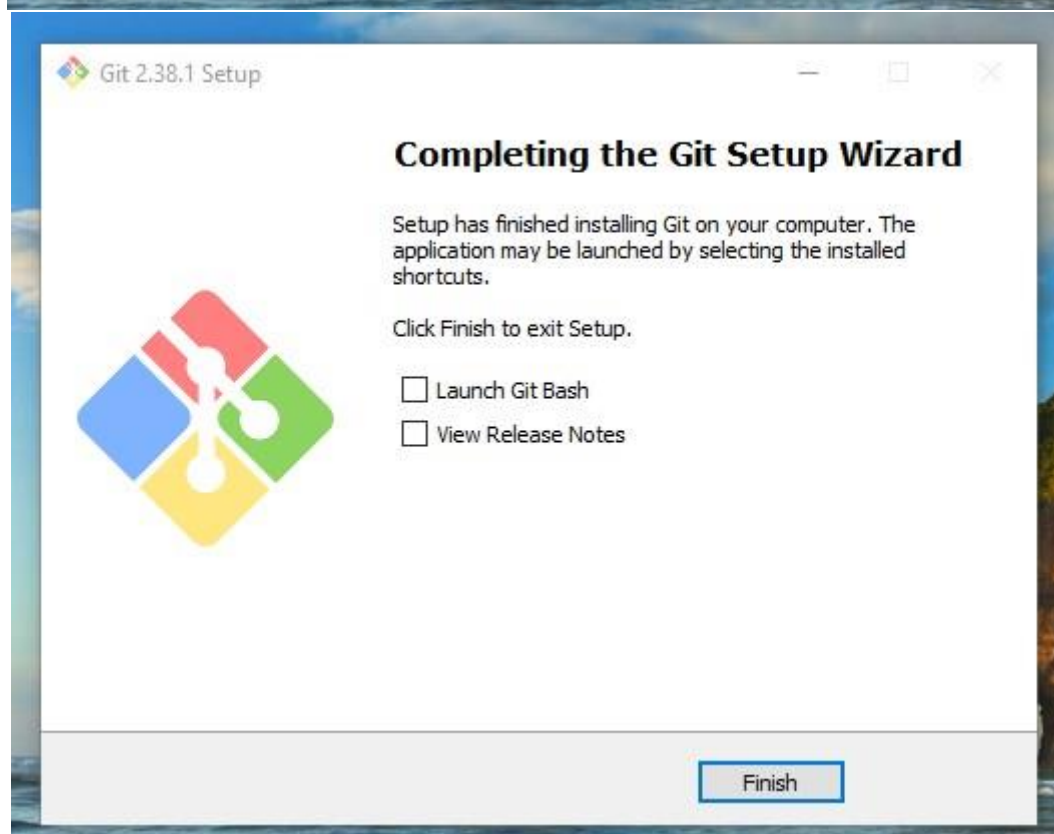 Git 2.38.1 Setup
Completing the Git Setup Wizard
Setup has finished installing Git on your computer. The
application may be launched by selecting the installed
shortcuts.
Click Finish to exit Setup.
Launch Git Bash
View Release Notes
Finish